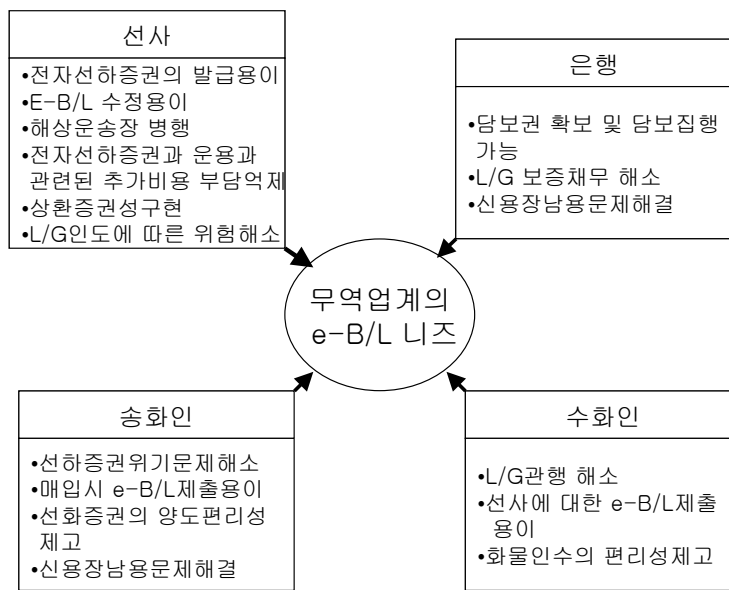 선사
•전자선하증권의 발급용이
•E-B/L 수정용이
•해상운송장 병행
•전자선하증권과 운용과
관련된 추가비용 부담억제
•상환증권성구현
•L/G인도에 따른 위험해소
은행
•담보권 확보 및 담보집행
가능
•L/G 보증채무 해소
•신용장남용문제해결
무역업계의
e-B/L 니즈
송화인
•선하증권위기문제해소
•매입시 e-B/L제출용이
•선화증권의 양도편리성
제고
•신용장남용문제해결
수화인
•L/G관행 해소
•선사에 대한 e-B/L제출
용이
•화물인수의 편리성제고